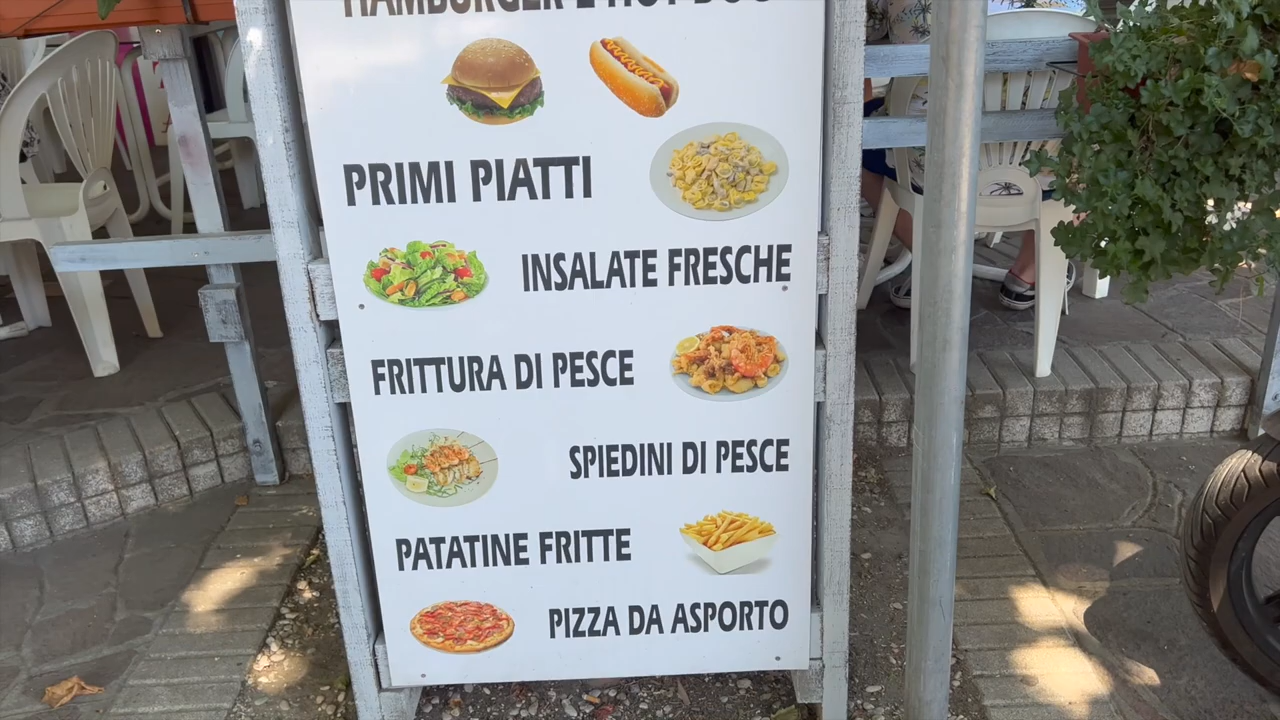 HAMBURGER E HOT DOG
PRIMI PIATTI
INSALATE FRESCHE
FRITTURA DI PESCE
SPIEDINI DI PESCE
PATATINE FRITTE
PIZZA DA ASPORTO